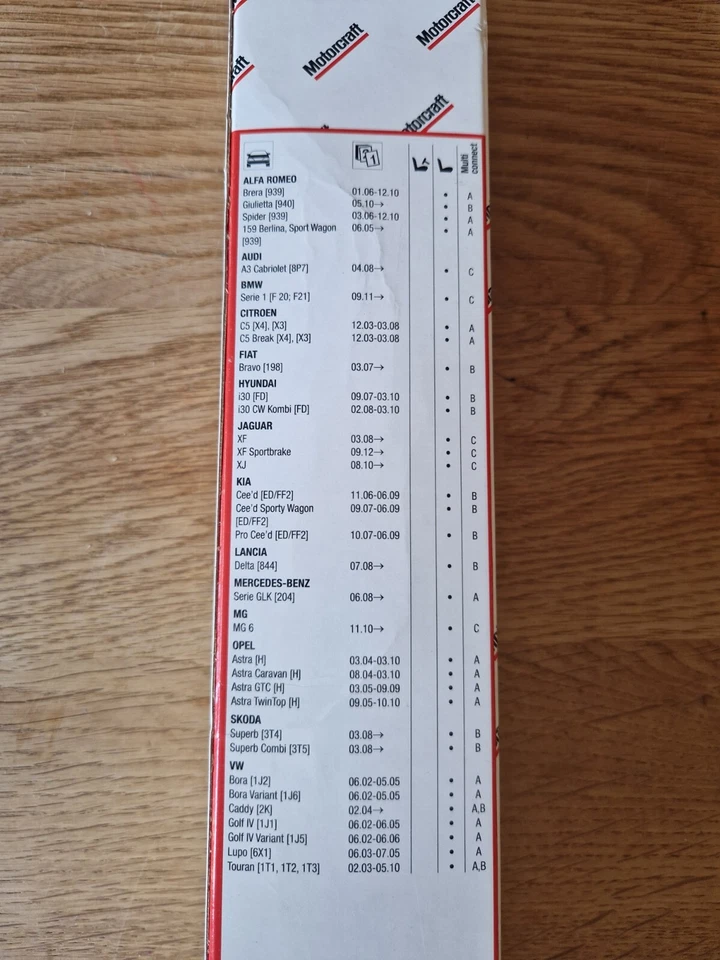 Motorcraft
Motorcraft
aft
otorcraft
Multi
connect
ALFA ROMEO
Brera [939] 01.06-12.10 • A
Giulietta [940] 05.10→ • B
Spider [939] 03.06-12.10 • A
159 Berlina, Sport Wagon 06.05→ • A
[939]
AUDI
A3 Cabriolet [8P7] 04.08→ • C
BMW
Serie 1 [F 20; F21] 09.11→ • C
CITROEN
C5 [X4], [X3] 12.03-03.08 • A
C5 Break [X4], [X3] 12.03-03.08 • A
FIAT
Bravo [198] 03.07→ • B
HYUNDAI
i30 [FD] 09.07-03.10 • B
i30 CW Kombi [FD] 02.08-03.10 • B
JAGUAR
XF 03.08→ • C
XF Sportbrake 09.12→ • C
XJ 08.10→ • C
KIA
Cee'd [ED/FF2] 11.06-06.09 • B
Cee'd Sporty Wagon 09.07-06.09 • B
[ED/FF2]
Pro Cee'd [ED/FF2] 10.07-06.09 • B
LANCIA
Delta [844] 07.08→ • B
MERCEDES-BENZ
Serie GLK [204] 06.08→ • A
MG
MG 6 11.10→ • C
OPEL
Astra [H] 03.04-03.10 • A
Astra Caravan [H] 08.04-03.10 • A
Astra GTC [H] 03.05-09.09 • A
Astra TwinTop [H] 09.05-10.10 • A
SKODA
Superb [3T4] 03.08→ • B
Superb Combi [3T5] 03.08→ • B
VW
Bora [1J2] 06.02-05.05 • A
Bora Variant [1J6] 06.02-05.05 • A
Caddy [2K] 02.04→ • A,B
Golf IV [1J1] 06.02-06.05 • A
Golf IV Variant [1J5] 06.02-06.06 • A
Lupo [6X1] 06.03-07.05 • A
Touran [1T1, 1T2, 1T3] 02.03-05.10 • A,B